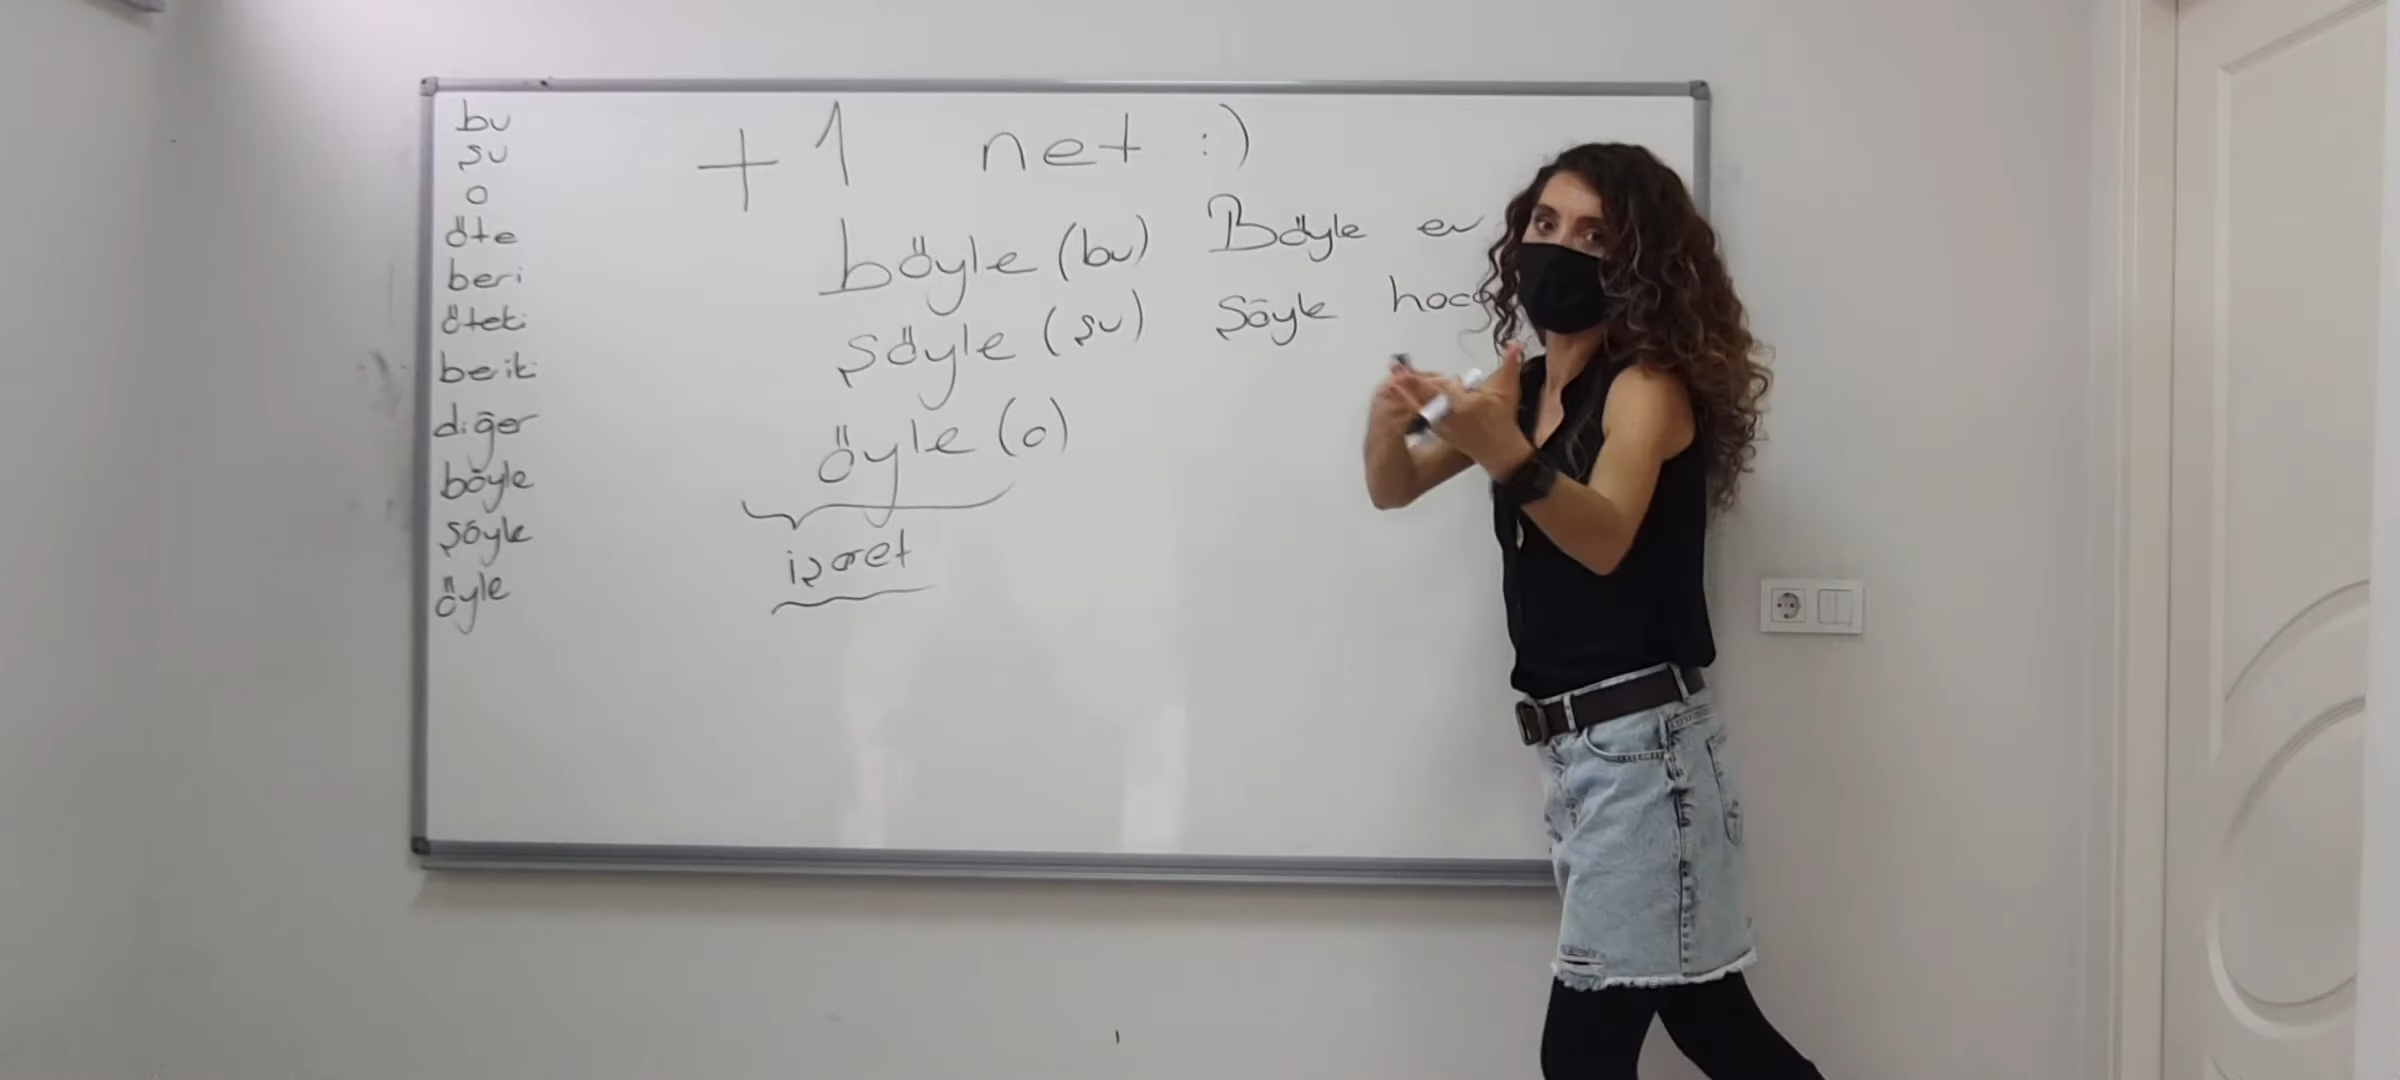 bu
şu
o
öte
beri
öteki
beriki
diğer
böyle
şöyle
öyle
+1 net :)
böyle (bu) Böyle ev
şöyle (şu) Şöyle
öyle (o)
işaret